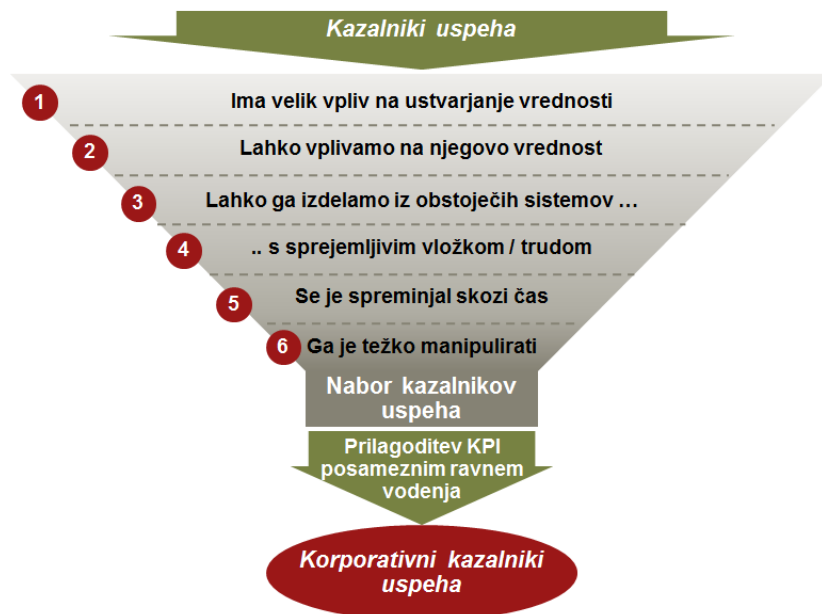 Kazalniki uspeha
1 Ima velik vpliv na ustvarjanje vrednosti
2 Lahko vplivamo na njegovo vrednost
3 Lahko ga izdelamo iz obstoječih sistemov ...
4 .. s sprejemljivim vložkom / trudom
5 Se je spreminjal skozi čas
6 Ga je težko manipulirati
Nabor kazalnikov
uspeha
Prilagoditev KPI
posameznim ravnem
vodenja
Korporativni kazalniki
uspeha